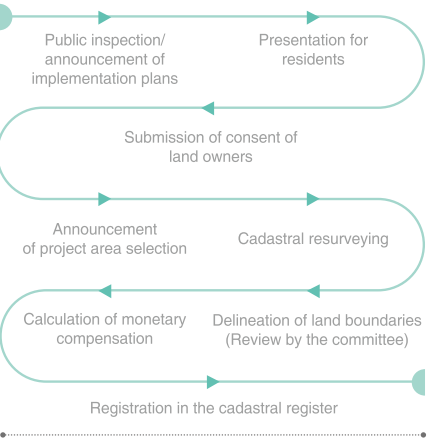 Public inspection/
announcement of
implementation plans
Presentation for
residents
Submission of consent of
land owners
Announcement
of project area selection
Cadastral resurveying
Delineation of land boundaries
(Review by the committee)
Calculation of monetary
compensation
Registration in the cadastral register